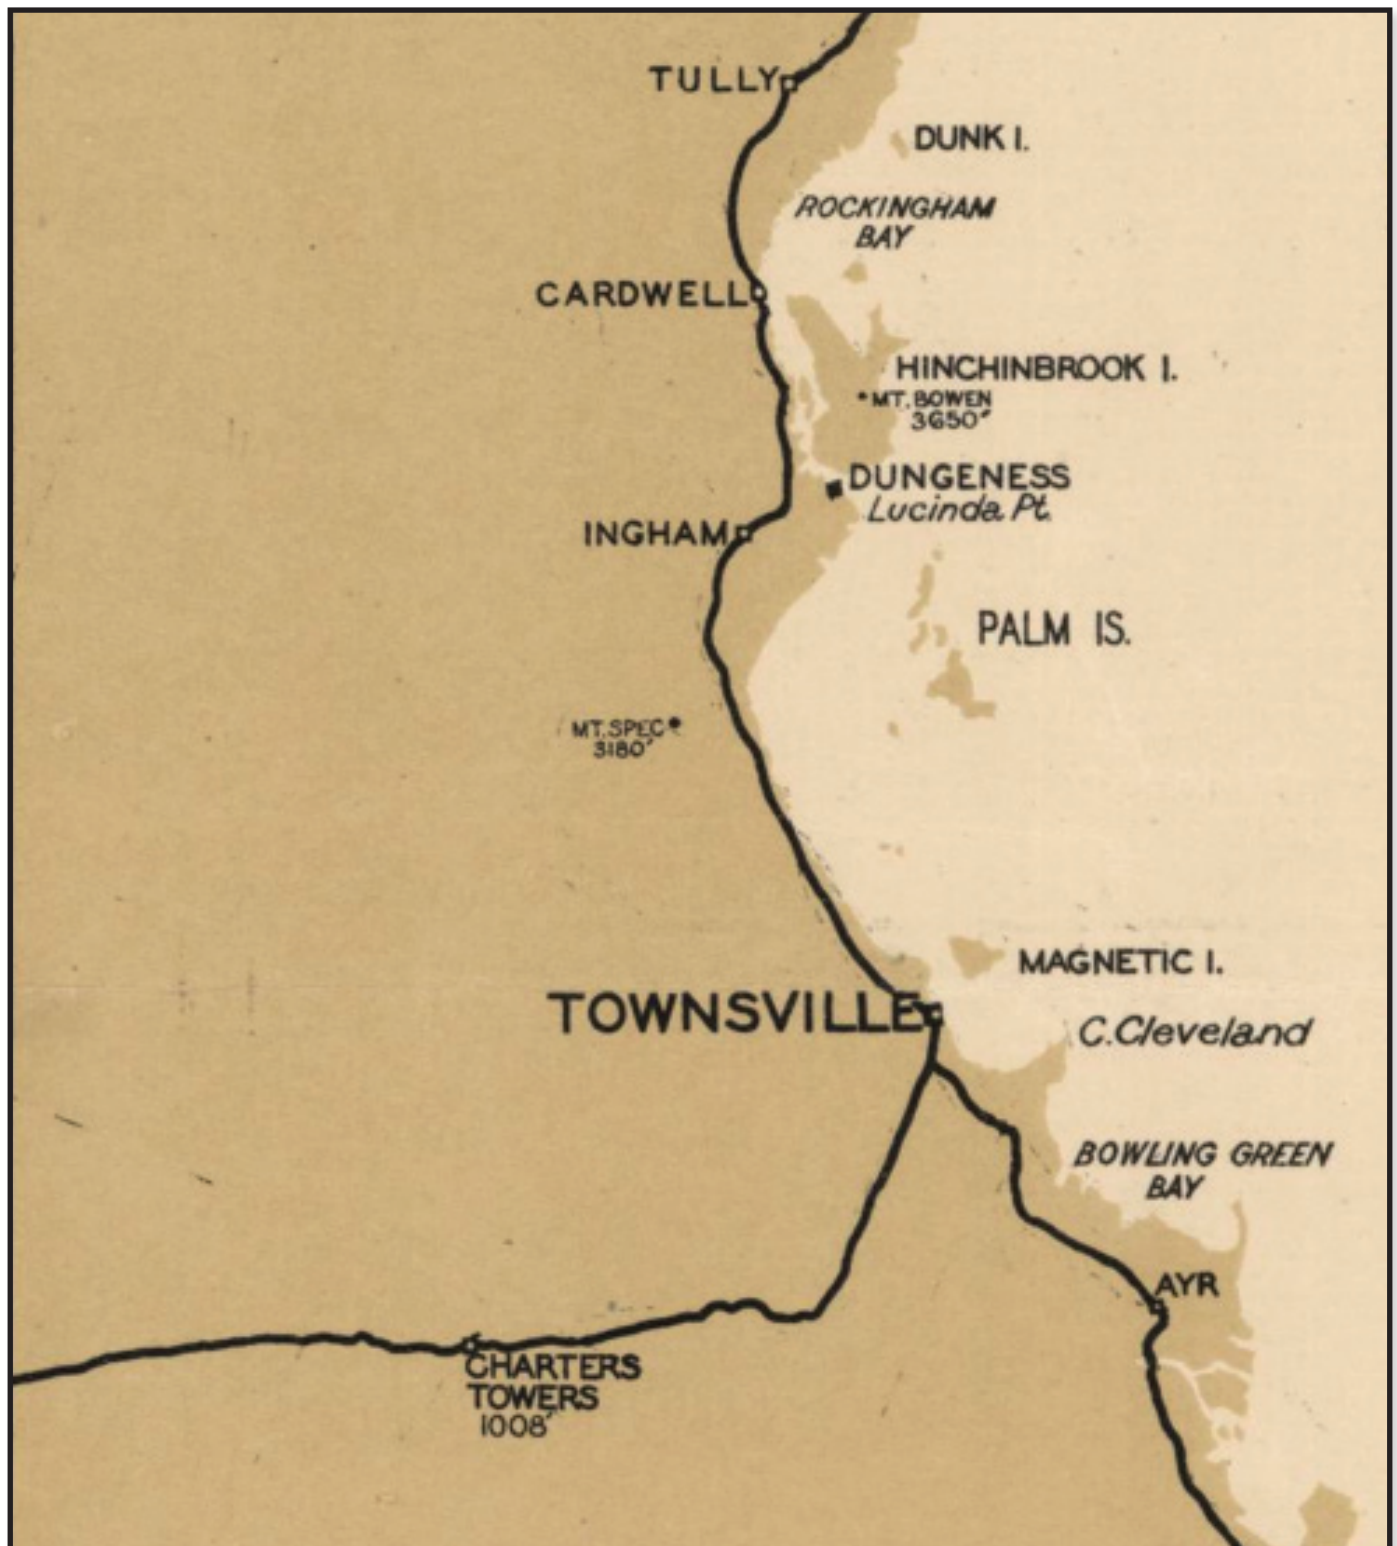 TULLY
DUNK I.
ROCKINGHAM
BAY
CARDWELL
HINCHINBROOK I.
MT. BOWEN
3650'
DUNGENESS
Lucinda Pt.
INGHAM
PALM IS.
MT. SPEC
3180'
MAGNETIC I.
TOWNSVILLE
C. Cleveland
BOWLING GREEN
BAY
AYR
CHARTERS
TOWERS
1008'